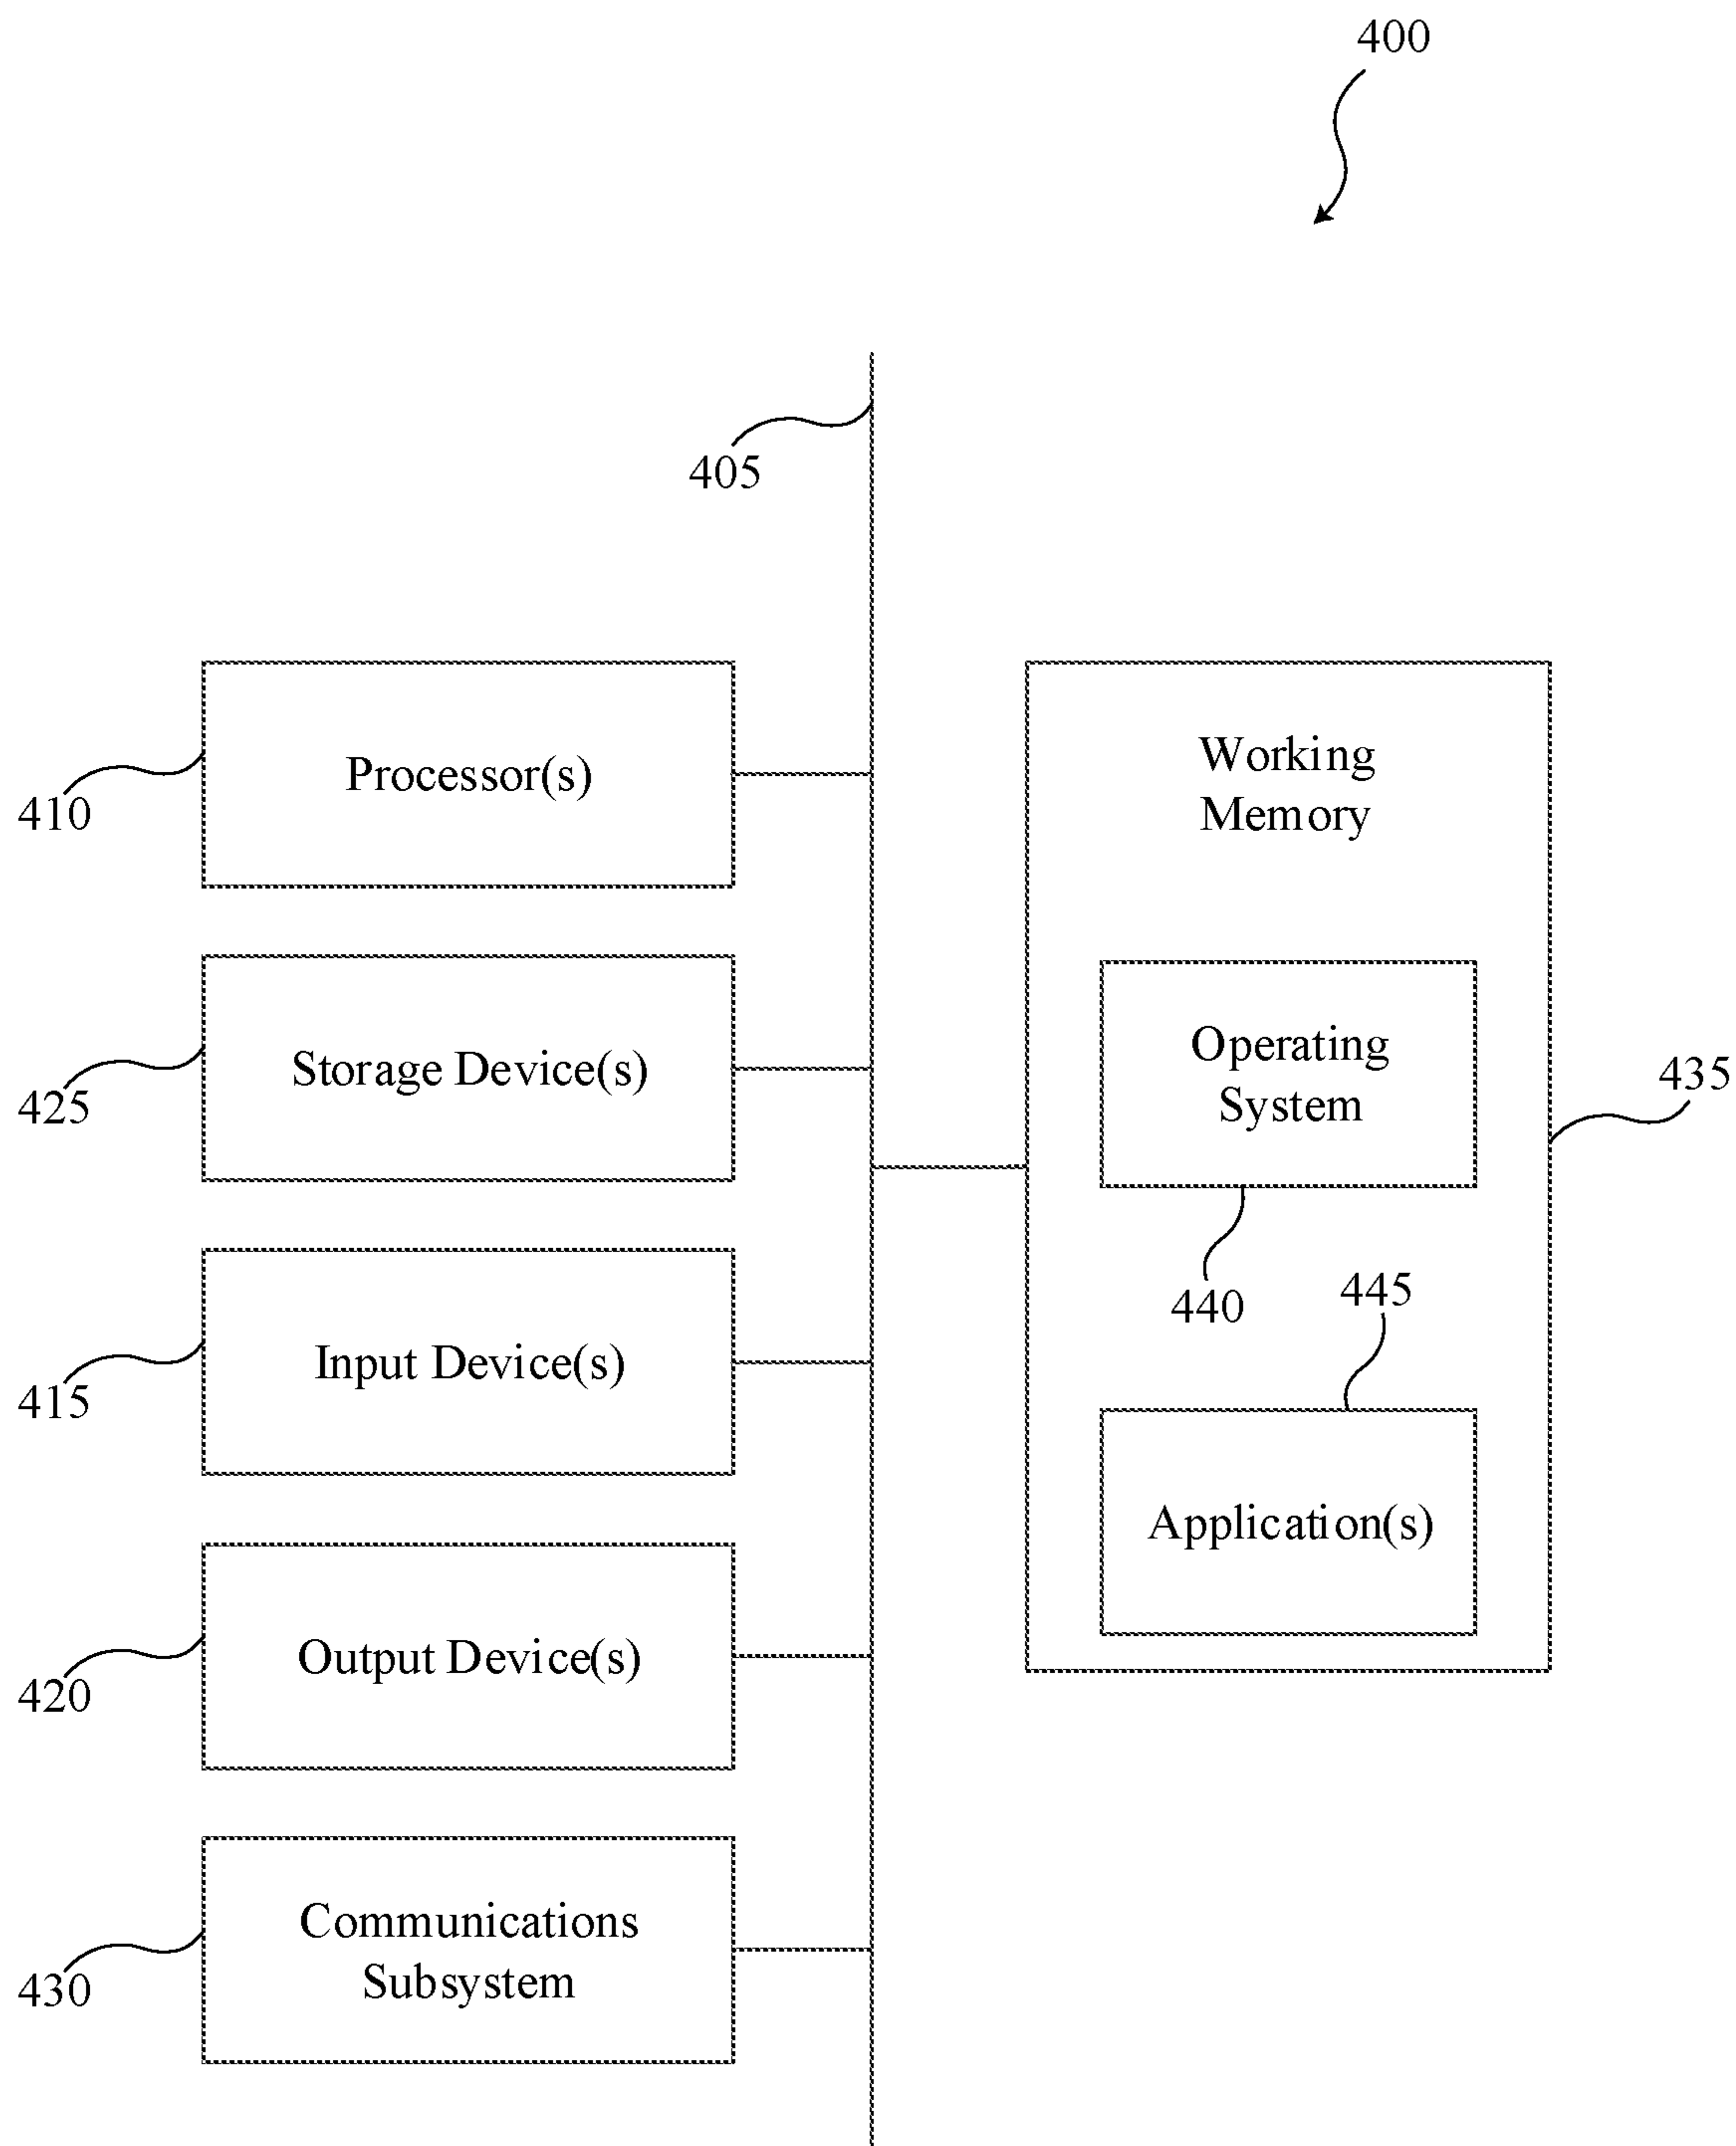 400
405
Processor(s)
410
Storage Device(s)
425
Input Device(s)
415
Output Device(s)
420
Communications
Subsystem
430
Working
Memory
Operating
System
435
440
445
Application(s)